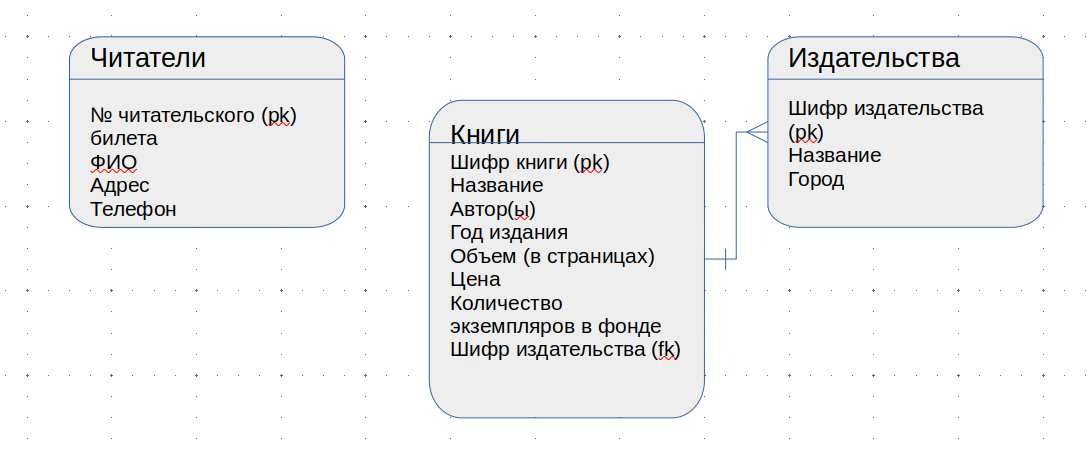 Читатели
№ читательского (pk)
билета
ФИО
Адрес
Телефон
Книги
Шифр книги (pk)
Название
Автор(ы)
Год издания
Объем (в страницах)
Цена
Количество
экземпляров в фонде
Шифр издательства (fk)
Издательства
Шифр издательства
(pk)
Название
Город